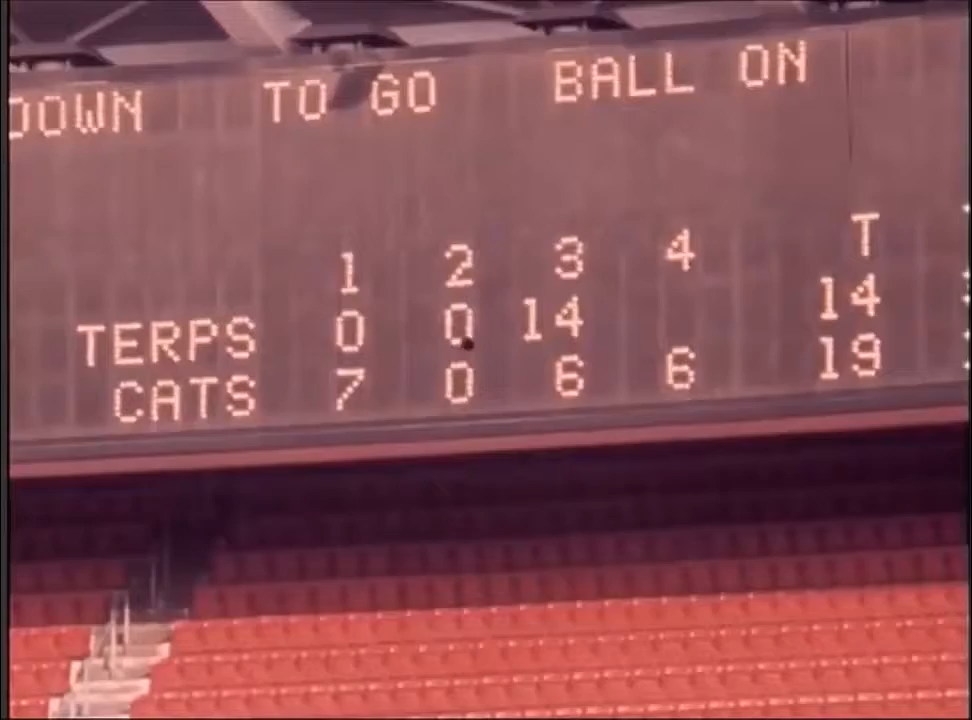 DOWN TO GO BALL ON
1 2 3 4 T
TERPS 0 0 14 14
CATS 7 0 6 6 19